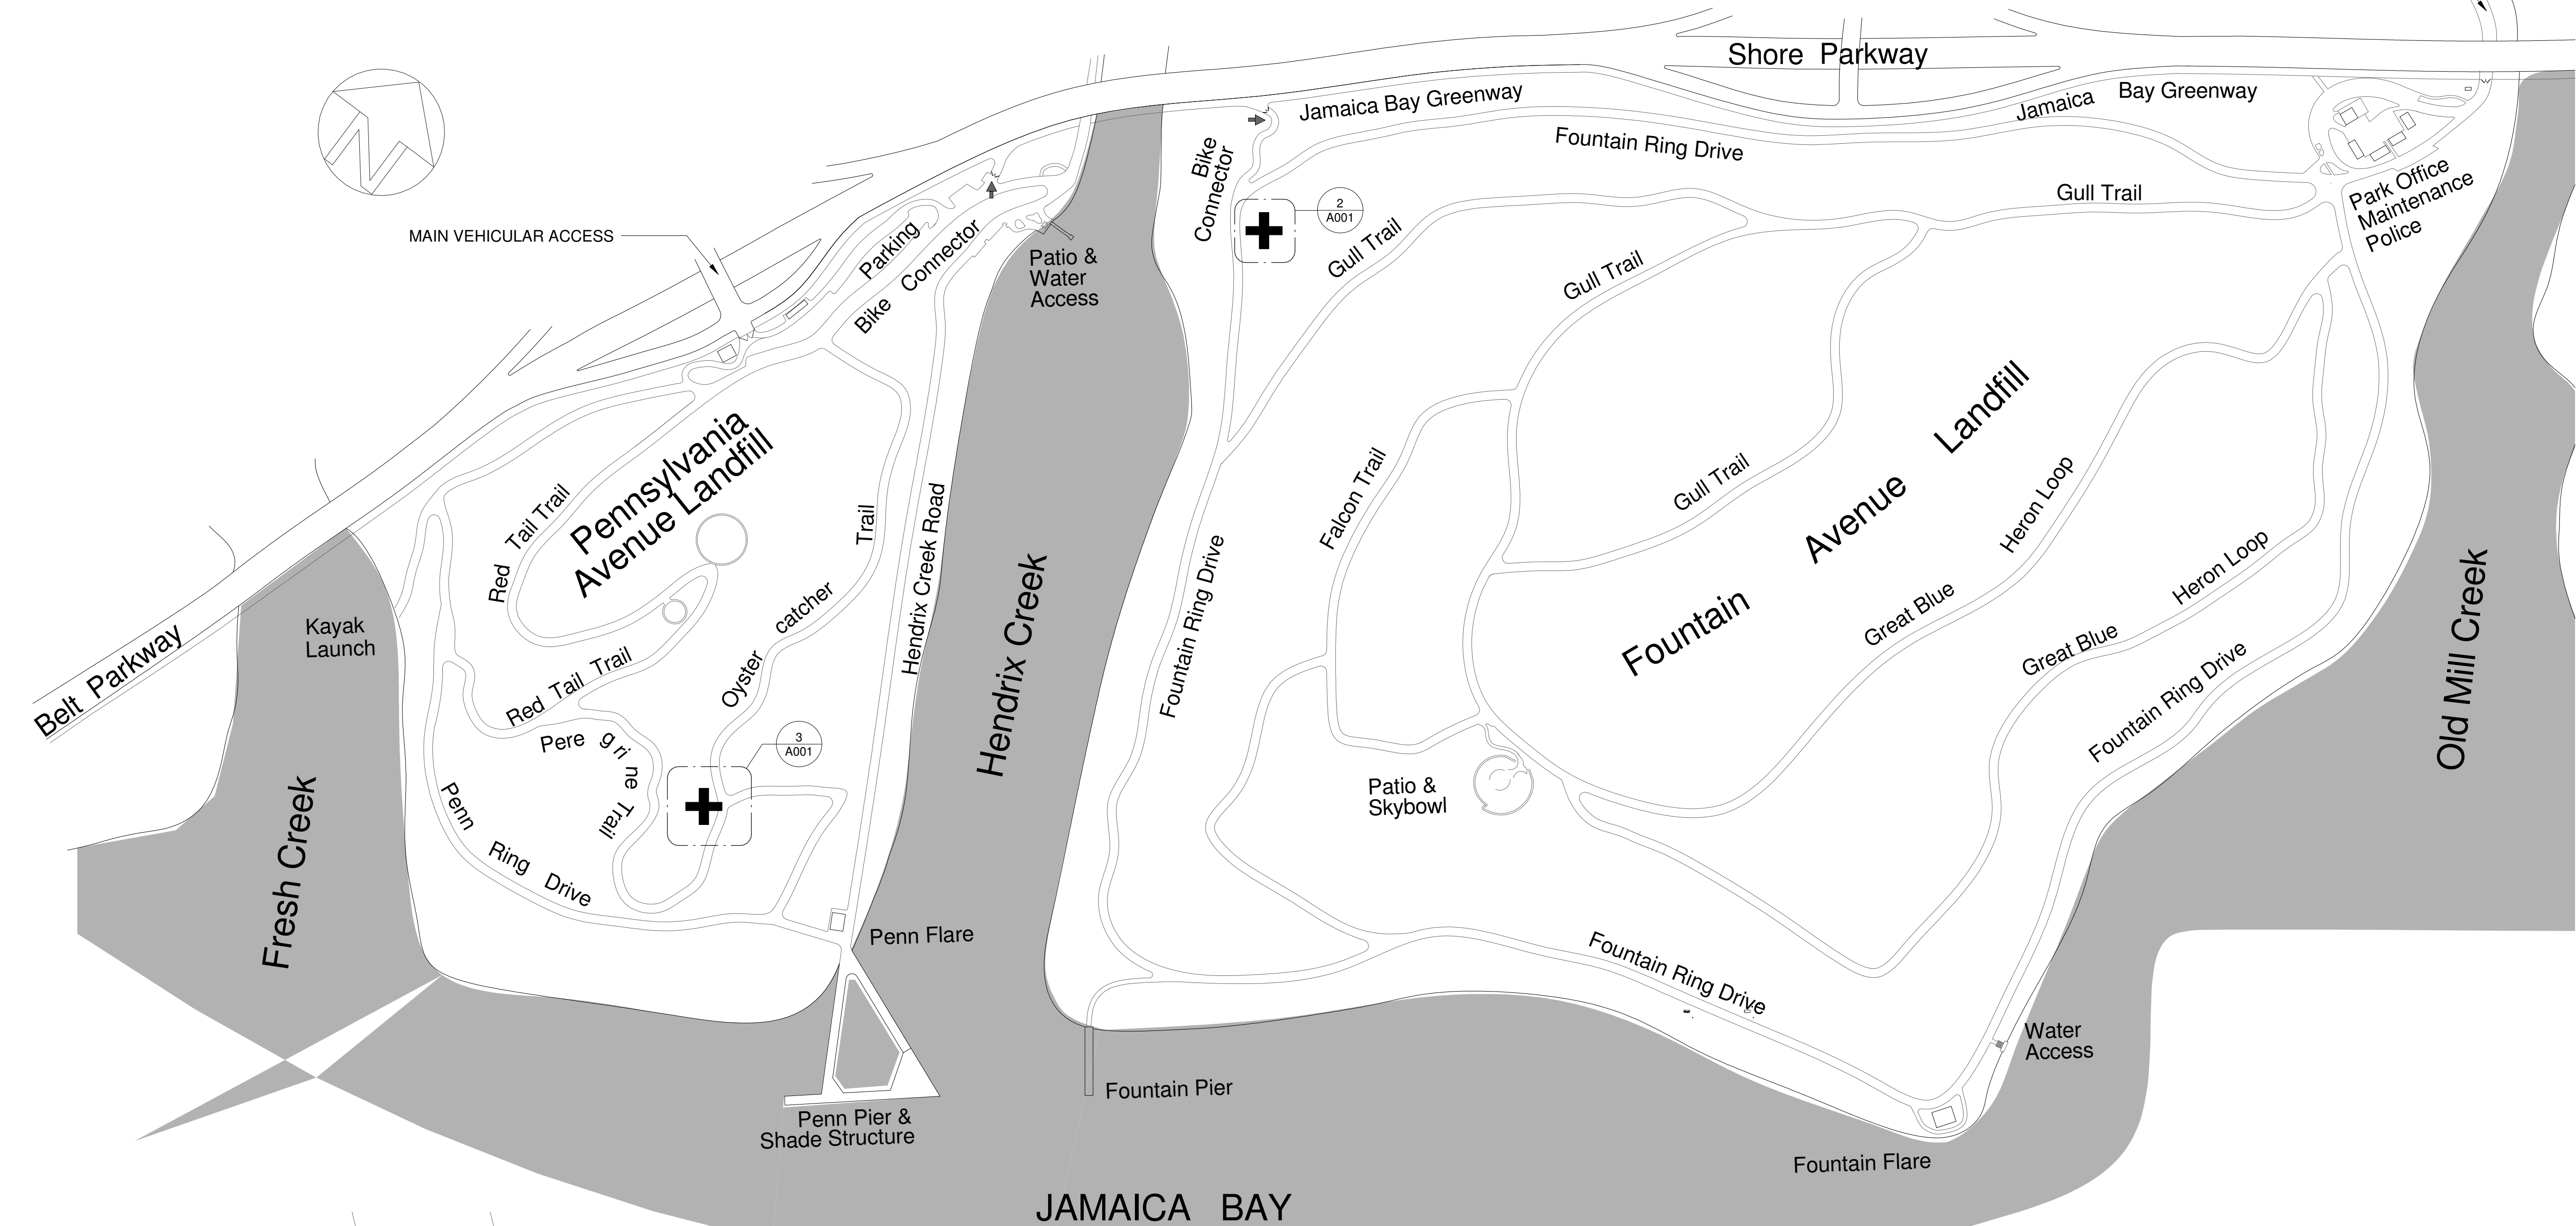 Shore Parkway
Jamaica Bay Greenway
Jamaica Bay Greenway
Fountain Ring Drive
Bike
Connector
2
A001
Gull Trail
Gull Trail
Gull Trail
Gull Trail
Park Office
Maintenance
Police
N
MAIN VEHICULAR ACCESS
Parking
Bike Connector
Patio &
Water
Access
Pennsylvania
Avenue Landfill
Red Tail Trail
Red Tail Trail
Oyster catcher Trail
Hendrix Creek Road
Hendrix Creek
Kayak
Launch
Belt Parkway
Fresh Creek
Peregrine Trail
3
A001
Penn Ring Drive
Penn Flare
Penn Pier &
Shade Structure
Fountain Pier
Fountain Ring Drive
Falcon Trail
Patio &
Skybowl
Fountain Avenue Landfill
Great Blue Heron Loop
Great Blue Heron Loop
Fountain Ring Drive
Fountain Ring Drive
Old Mill Creek
Water
Access
Fountain Flare
JAMAICA BAY